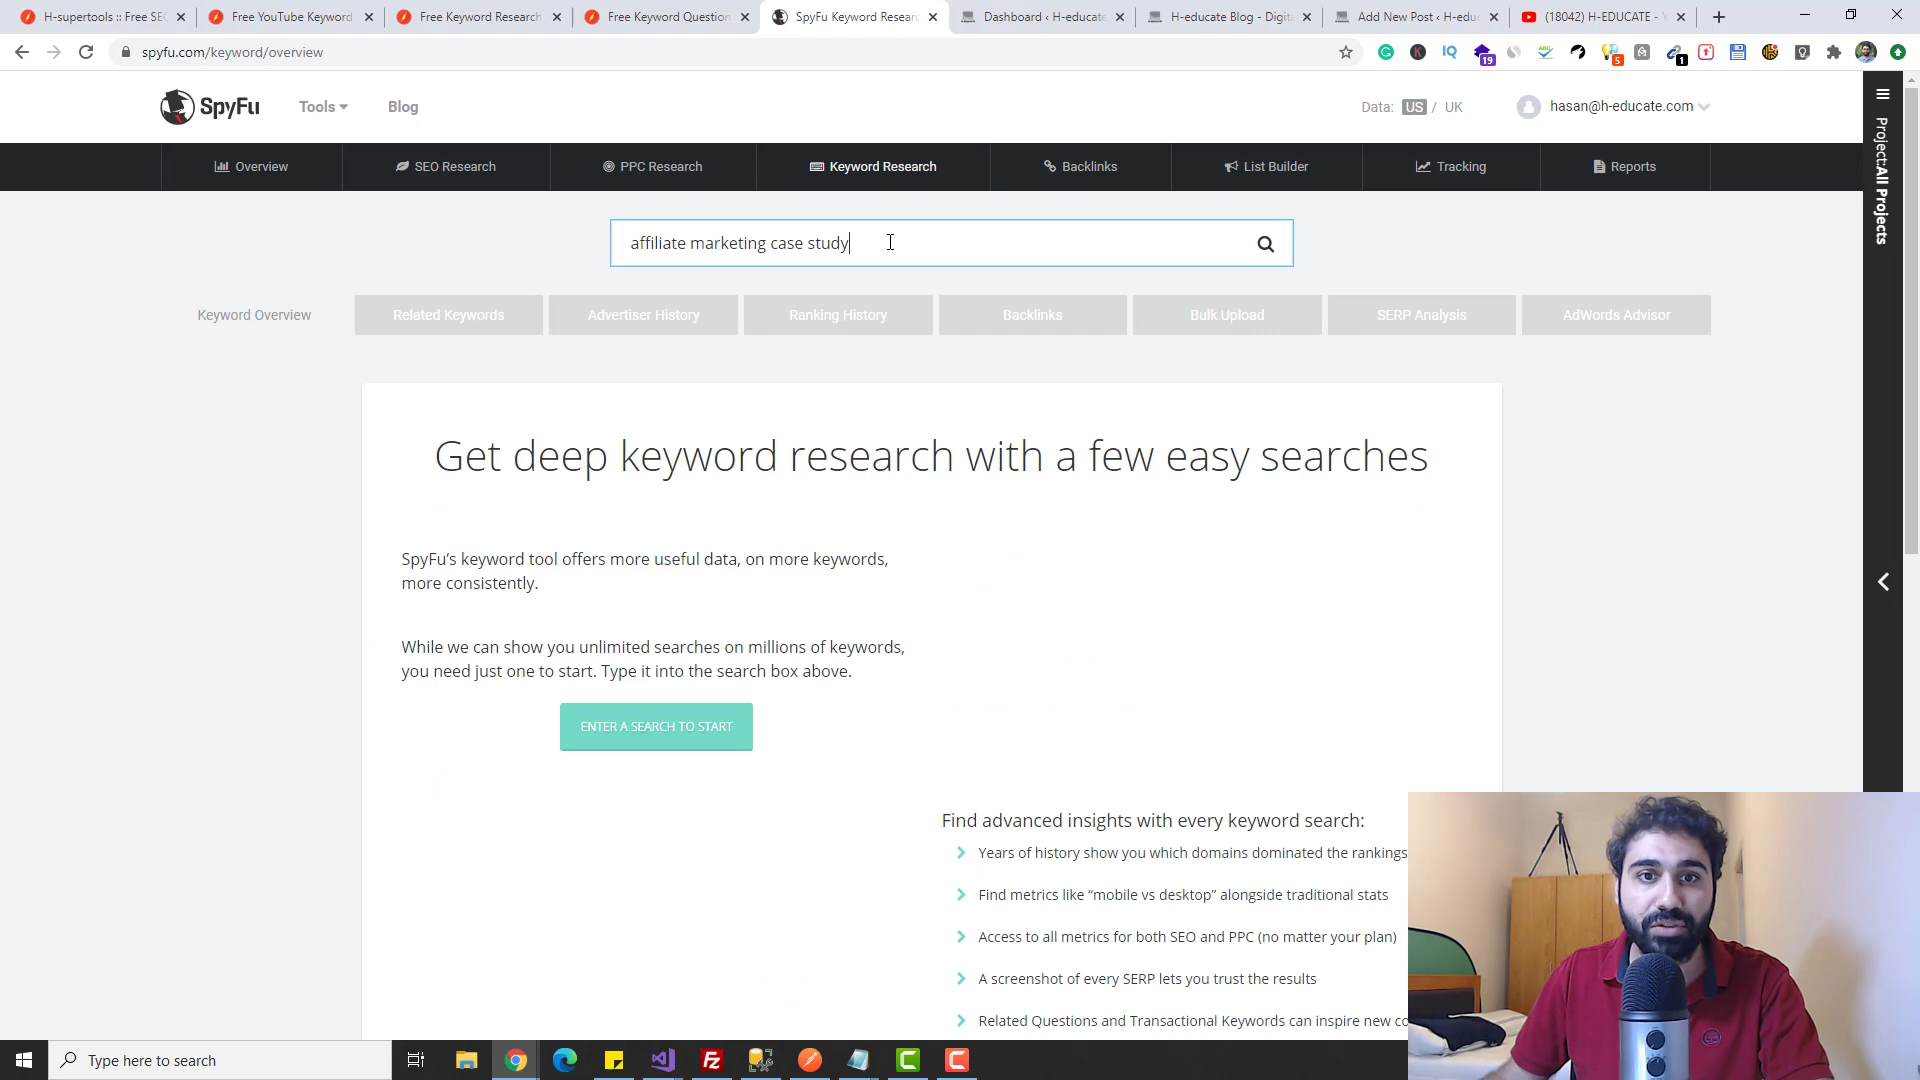 H-supertools :: Free SEO
Free YouTube Keyword
Free Keyword Research
Free Keyword Question
SpyFu Keyword Researc
Dashboard ‹ H-educate
H-educate Blog - Digita
Add New Post ‹ H-educ
(18042) H-EDUCATE - Y
spyfu.com/keyword/overview
19
5
1
SpyFu
Tools
Blog
Data: US / UK
hasan@h-educate.com
Project:All Projects
Overview
SEO Research
PPC Research
Keyword Research
Backlinks
List Builder
Tracking
Reports
affiliate marketing case study
Keyword Overview
Related Keywords
Advertiser History
Ranking History
Backlinks
Bulk Upload
SERP Analysis
AdWords Advisor
Get deep keyword research with a few easy searches
SpyFu's keyword tool offers more useful data, on more keywords,
more consistently.
While we can show you unlimited searches on millions of keywords,
you need just one to start. Type it into the search box above.
ENTER A SEARCH TO START
Find advanced insights with every keyword search:
Years of history show you which domains dominated the rankings
Find metrics like “mobile vs desktop” alongside traditional stats
Access to all metrics for both SEO and PPC (no matter your plan)
A screenshot of every SERP lets you trust the results
Related Questions and Transactional Keywords can inspire new co
Type here to search